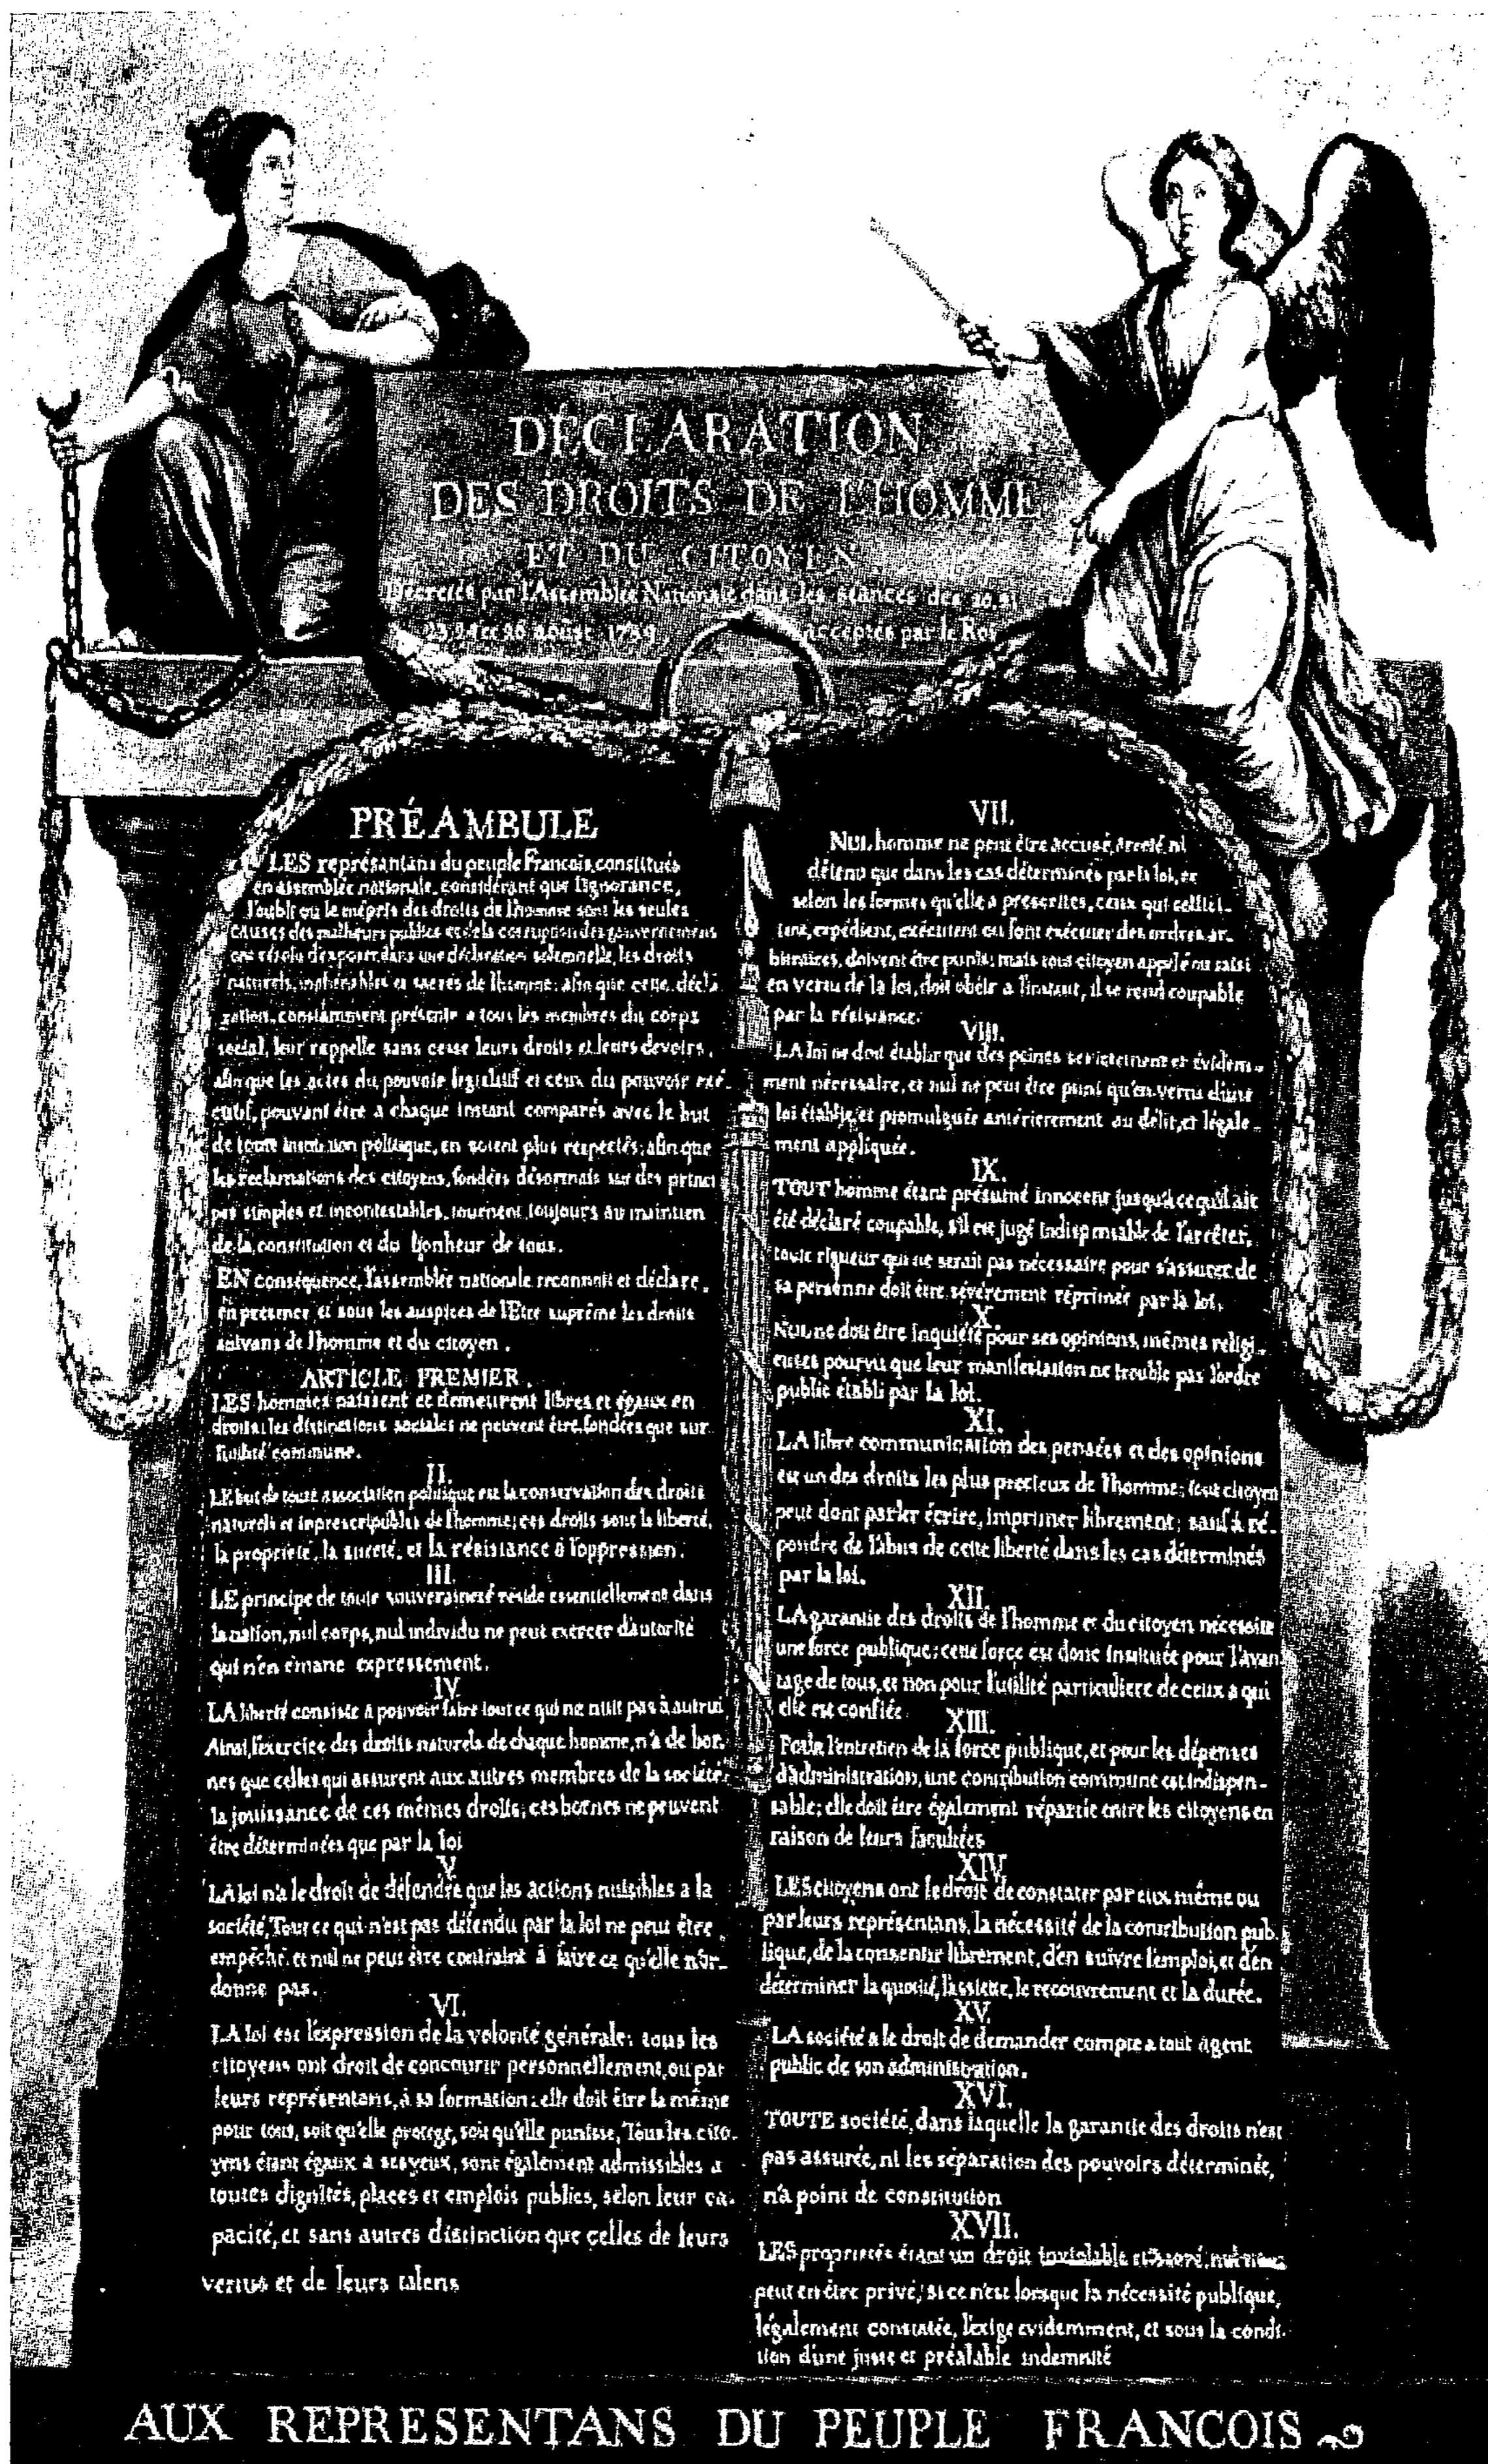 DÉCLARATION
DES DROITS DE L'HOMME
ET DU CITOYEN,
Décretés par l'Assemblée Nationale dans les séances des 20, 21
23, 24 et 26 aoust 1789, acceptés par le Roi
PRÉAMBULE
LES représantans du peuple Francois, constitués
en assemblée nationale, considérant que l'ignorance,
l'oubli ou le mépris des droits de l'homme sont les seules
causes des malheurs publics et de la corruption des gouvernemens
ont résolu d'exposer dans une déclaration solemnelle, les droits
naturels, inaliénables et sacrés de l'homme; afin que cette décla
ration, constamment présente a tous les membres du corps
social, leur rappelle sans cesse leurs droits et leurs devoirs,
afin que les actes du pouvoir législatif et ceux du pouvoir exé-
cutif, pouvant être a chaque instant comparés avec le but
de toute institution politique, en soient plus respectés; afin que
les reclamations des citoyens, fondées désormais sur des princi
pes simples et incontestables, tournent toujours au maintien
de la constitution et du bonheur de tous.
EN conséquence, l'assemblée nationale reconnoit et déclare,
en presence et sous les auspices de l'Etre suprême les droits
suivans de l'homme et du citoyen.
ARTICLE PREMIER.
LES hommes naissent et demeurent libres et égaux en
droits; les distinctions sociales ne peuvent être fondées que sur
l'utilité commune.
II.
LE but de toute association politique est la conservation des droits
naturels et inprescriptibles de l'homme; ces droits sont la liberté,
la propriété, la sureté, et la résistance à l'oppression.
III.
LE principe de toute souveraineté réside essentiellement dans
la nation, nul corps, nul individu ne peut exercer d'autorité
qui n'en émane expressement.
IV.
LA liberté consiste a pouvoir faire tout ce qui ne nuit pas à autrui
Ainsi, l'exercice des droits naturels de chaque homme, n'a de bor-
nes que celles qui assurent aux autres membres de la société
la jouissance de ces mêmes droits; ces bornes ne peuvent
être déterminées que par la loi
V.
LA loi n'a le droit de défendre que les actions nuisibles a la
société, Tout ce qui n'est pas défendu par la loi ne peut être
empêché, et nul ne peut être contraint à faire ce qu'elle n'or-
donne pas.
VI.
LA loi est l'expression de la volonté générale; tous les
citoyens ont droit de concourir personnellement, ou par
leurs représentans, à sa formation; elle doit être la même
pour tous, soit qu'elle protege, soit qu'elle punisse, Tous les cito-
yens étant égaux a ses yeux, sont également admissibles a
toutes dignités, places et emplois publics, selon leur ca-
pacité, et sans autres distinction que celles de leurs
vertus et de leurs talens
VII.
NUL homme ne peut être accusé, arreté, ni
détenu que dans les cas déterminés par la loi, et
selon les formes qu'elle a prescrites, ceux qui sollici-
tent, expédient, exécutent ou font exécuter des ordres ar-
bitraires, doivent être punis; mais tout citoyen appelé ou saisi
en vertu de la loi, doit obéir a l'instant, il se rend coupable
par la résistance.
VIII.
LA loi ne doit établir que des peines strictement et évidem-
ment nécessaire, et nul ne peut être puni qu'en vertu d'une
loi établie et promulguée antérierement au délit, et légale-
ment appliquée.
IX.
TOUT homme étant présumé innocent jusqu'a ce qu'il ait
été déclaré coupable, s'il est jugé indispensable de l'arrêter,
toute rigueur qui ne serait pas nécessaire pour s'assurer de
sa personne doit être sévèrement réprimée par la loi.
X.
NUL ne doit être inquiété pour ses opinions, mêmes religi-
euses pourvu que leur manifestation ne trouble pas l'ordre
public établi par la loi.
XI.
LA libre communication des pensées et des opinions
est un des droits les plus precieux de l'homme; tout citoyen
peut dont parler écrire, imprimer librement; sauf à ré-
pondre de l'abus de cette liberté dans les cas déterminés
par la loi.
XII.
LA garantie des droits de l'homme et du citoyen nécessite
une force publique; cette force est donc instituée pour l'avan
tage de tous, et non pour l'utilité particuliere de ceux a qui
elle est confiée.
XIII.
Pour l'entretien de la force publique, et pour les dépenses
d'administration, une contribution commune est indispen-
sable; elle doit être également répartie entre les citoyens en
raison de leurs facultées
XIV.
LES citoyens ont le droit de constater par eux même ou
par leurs représentans, la nécessité de la contribution pub-
lique, de la consentir librement, d'en suivre l'emploi, et d'en
déterminer la quotité, l'assiette, le recouvrement et la durée.
XV.
LA société a le droit de demander compte a tout agent
public de son administration.
XVI.
TOUTE société, dans laquelle la garantie des droits n'est
pas assurée, ni les séparation des pouvoirs déterminée,
n'a point de constitution
XVII.
LES proprietés étant un droit inviolable et sacré, nul ne
peut en être privé, si ce n'est lorsque la nécessité publique,
légalement constatée, l'exige evidemment, et sous la condi-
tion d'une juste et préalable indemnité
AUX REPRESENTANS DU PEUPLE FRANCOIS